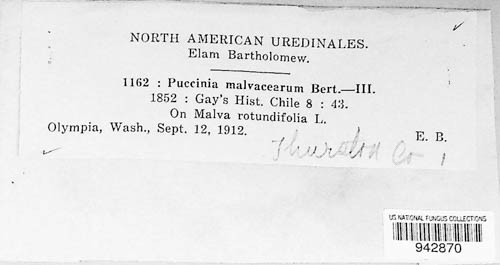 NORTH AMERICAN UREDINALES.
Elam Bartholomew.
1162 : Puccinia malvacearum Bert.—III.
1852 : Gay's Hist. Chile 8 : 43.
On Malva rotundifolia L.
Olympia, Wash., Sept. 12, 1912. E. B.
Thurston Co
US NATIONAL FUNGUS COLLECTIONS
942870